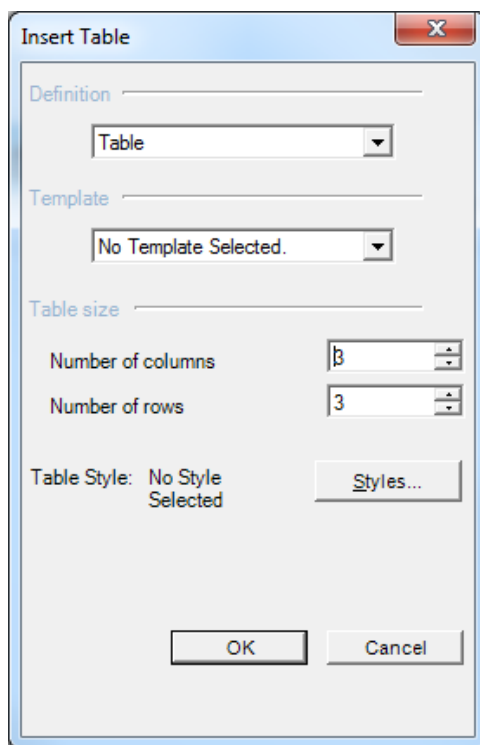 Insert Table
Definition
Table
Template
No Template Selected.
Table size
Number of columns 3
Number of rows 3
Table Style: No Style Selected
Styles...
OK Cancel